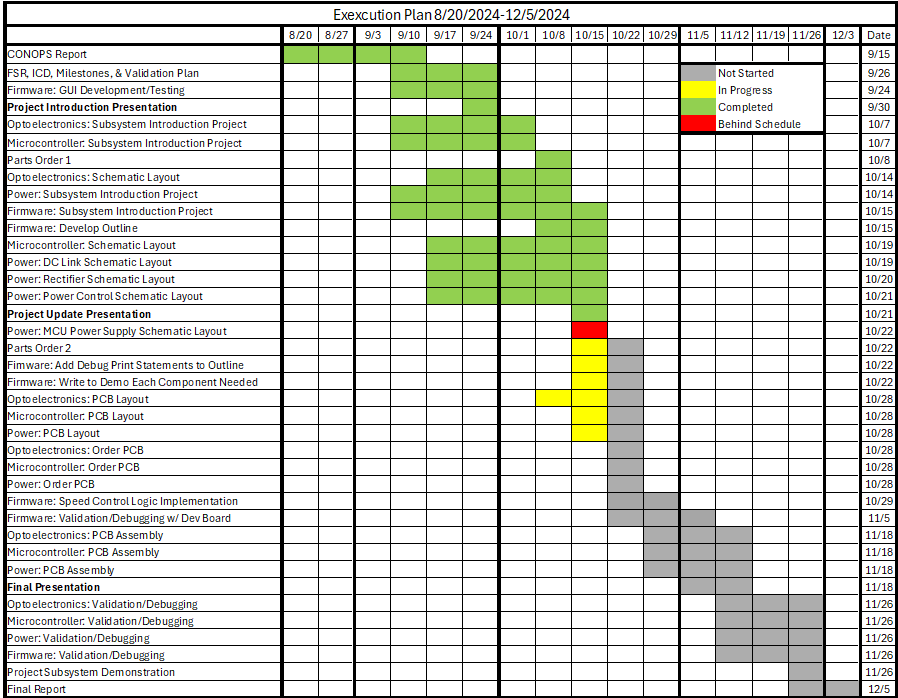 Exexcution Plan 8/20/2024-12/5/2024
8/20 8/27 9/3 9/10 9/17 9/24 10/1 10/8 10/15 10/22 10/29 11/5 11/12 11/19 11/26 12/3 Date
CONOPS Report 9/15
FSR, ICD, Milestones, & Validation Plan Not Started 9/26
Firmware: GUI Development/Testing In Progress 9/24
Project Introduction Presentation Completed 9/30
Optoelectronics: Subsystem Introduction Project Behind Schedule 10/7
Microcontroller: Subsystem Introduction Project 10/7
Parts Order 1 10/8
Optoelectronics: Schematic Layout 10/14
Power: Subsystem Introduction Project 10/14
Firmware: Subsystem Introduction Project 10/15
Firmware: Develop Outline 10/15
Microcontroller: Schematic Layout 10/19
Power: DC Link Schematic Layout 10/19
Power: Rectifier Schematic Layout 10/20
Power: Power Control Schematic Layout 10/21
Project Update Presentation 10/21
Power: MCU Power Supply Schematic Layout 10/22
Parts Order 2 10/22
Fimware: Add Debug Print Statements to Outline 10/22
Firmware: Write to Demo Each Component Needed 10/22
Optoelectronics: PCB Layout 10/28
Microcontroller: PCB Layout 10/28
Power: PCB Layout 10/28
Optoelectronics: Order PCB 10/28
Microcontroller: Order PCB 10/28
Power: Order PCB 10/28
Firmware: Speed Control Logic Implementation 10/29
Firmware: Validation/Debugging w/ Dev Board 11/5
Optoelectronics: PCB Assembly 11/18
Microcontroller: PCB Assembly 11/18
Power: PCB Assembly 11/18
Final Presentation 11/18
Optoelectronics: Validation/Debugging 11/26
Microcontroller: Validation/Debugging 11/26
Power: Validation/Debugging 11/26
Firmware: Validation/Debugging 11/26
Project Subsystem Demonstration 11/26
Final Report 12/5